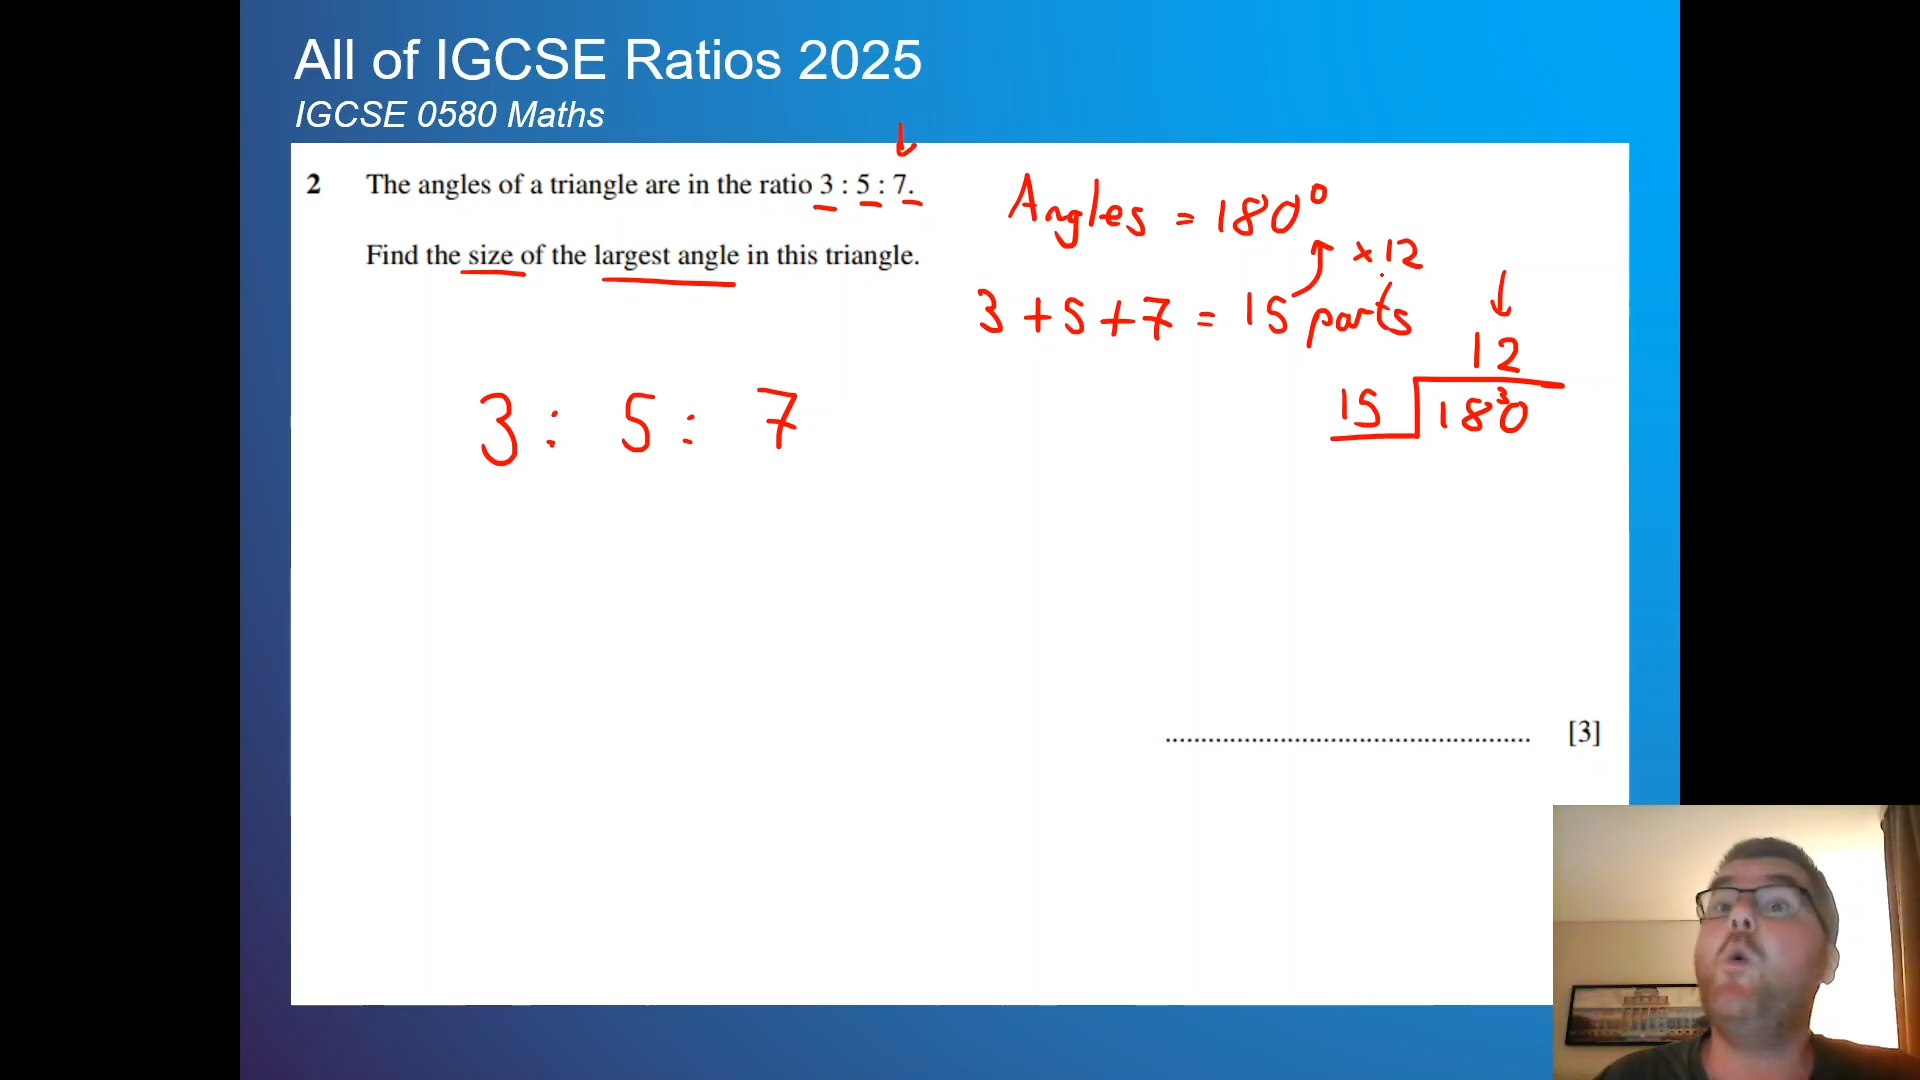 All of IGCSE Ratios 2025
IGCSE 0580 Maths
2 The angles of a triangle are in the ratio 3 : 5 : 7.
Find the size of the largest angle in this triangle.
Angles = 180°
×12
3 + 5 + 7 = 15 parts
12
15 18³0
3 : 5 : 7
.................................................. [3]